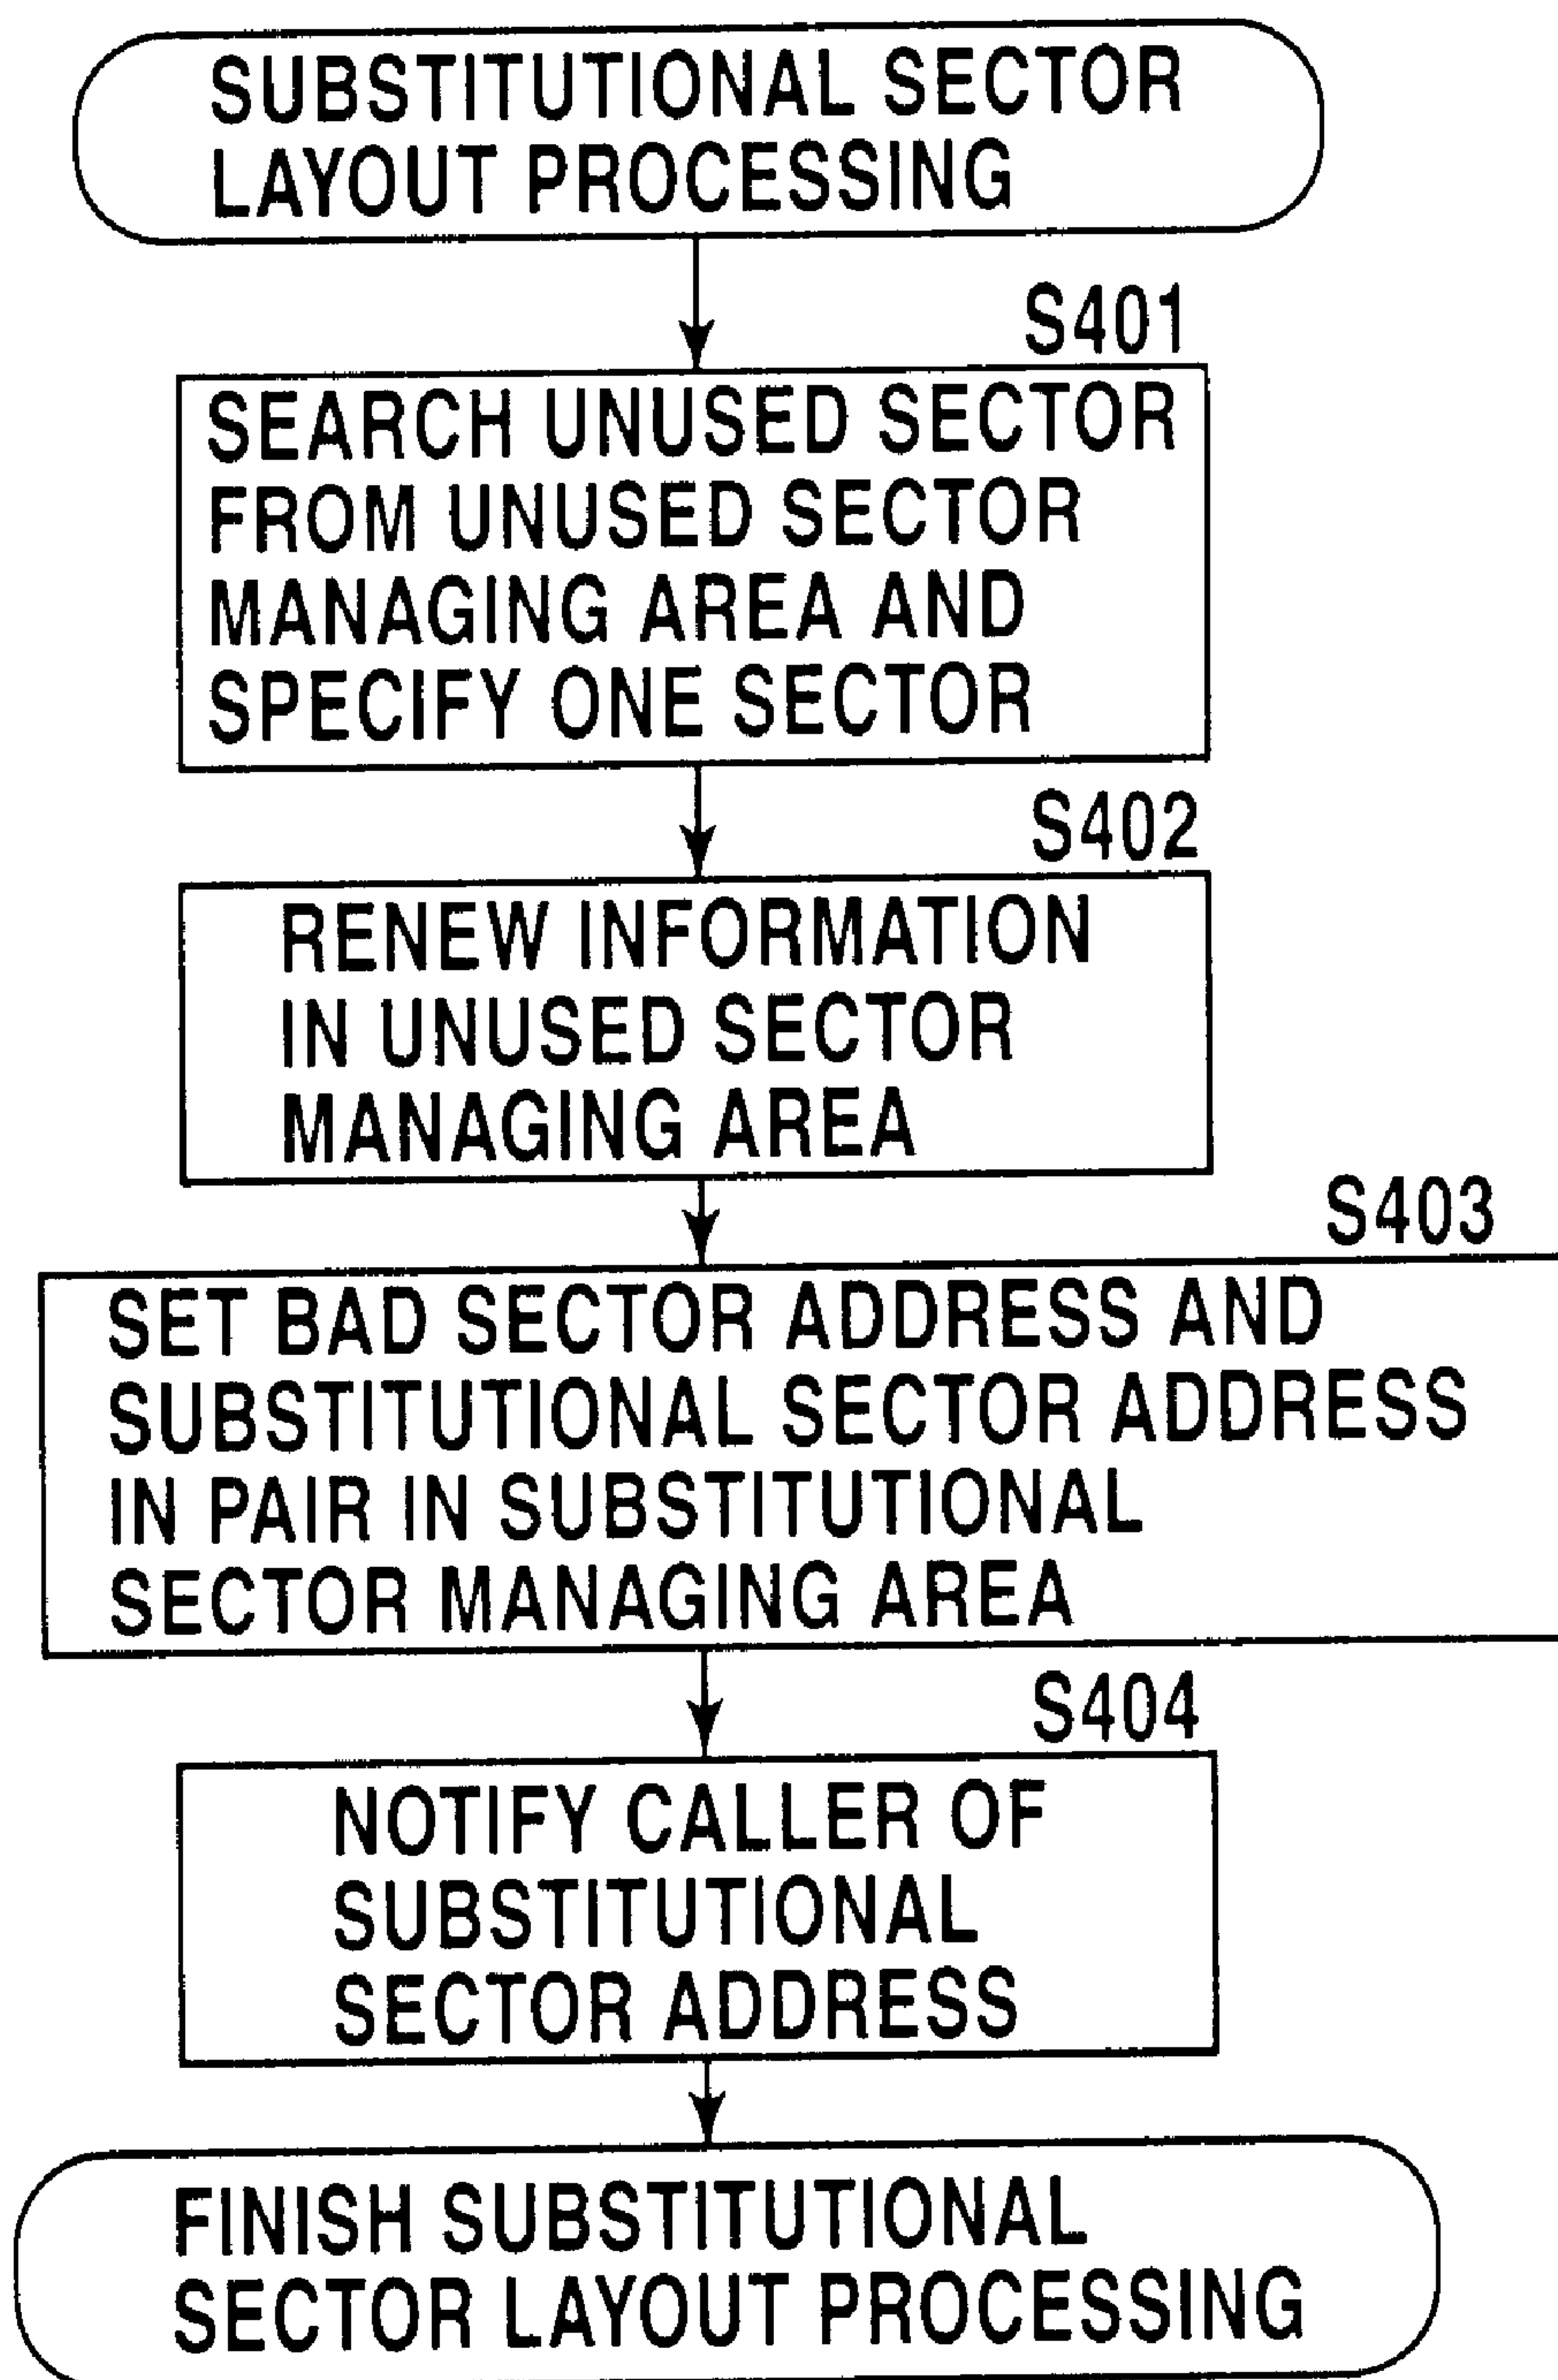 SUBSTITUTIONAL SECTOR
LAYOUT PROCESSING
S401
SEARCH UNUSED SECTOR
FROM UNUSED SECTOR
MANAGING AREA AND
SPECIFY ONE SECTOR
S402
RENEW INFORMATION
IN UNUSED SECTOR
MANAGING AREA
S403
SET BAD SECTOR ADDRESS AND
SUBSTITUTIONAL SECTOR ADDRESS
IN PAIR IN SUBSTITUTIONAL
SECTOR MANAGING AREA
S404
NOTIFY CALLER OF
SUBSTITUTIONAL
SECTOR ADDRESS
FINISH SUBSTITUTIONAL
SECTOR LAYOUT PROCESSING